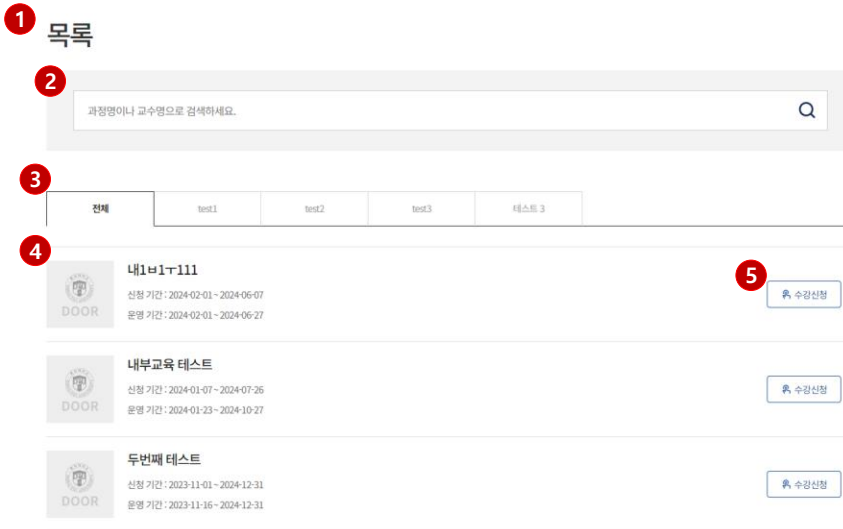 1
목록
2
과정명이나 교수명으로 검색하세요.
3
전체 test1 test2 test3 테스트 3
4
내1ㅂ1ㅜ111
5
신청 기간 : 2024-02-01 ~ 2024-06-07
수강신청
운영 기간 : 2024-02-01 ~ 2024-06-27
DOOR
내부교육 테스트
신청 기간 : 2024-01-07 ~ 2024-07-26
수강신청
운영 기간 : 2024-01-23 ~ 2024-10-27
DOOR
두번째 테스트
신청 기간 : 2023-11-01 ~ 2024-12-31
수강신청
운영 기간 : 2023-11-16 ~ 2024-12-31
DOOR